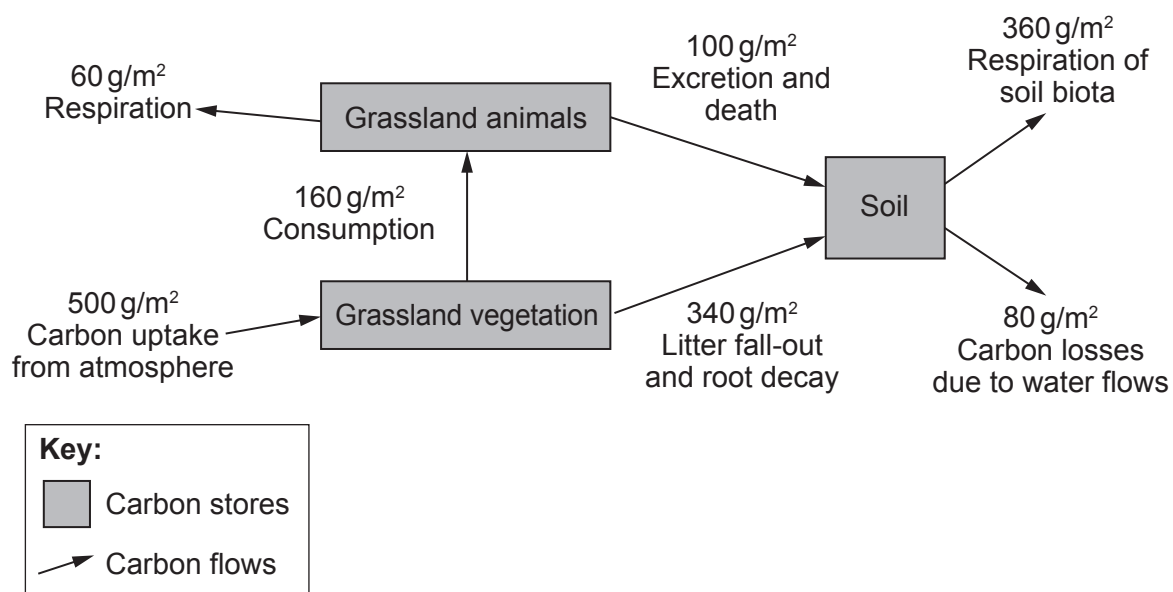 60 g/m²
Respiration
Grassland animals
100 g/m²
Excretion and
death
360 g/m²
Respiration of
soil biota
160 g/m²
Consumption
Soil
500 g/m²
Carbon uptake
from atmosphere
Grassland vegetation
340 g/m²
Litter fall-out
and root decay
80 g/m²
Carbon losses
due to water flows
Key:
Carbon stores
Carbon flows